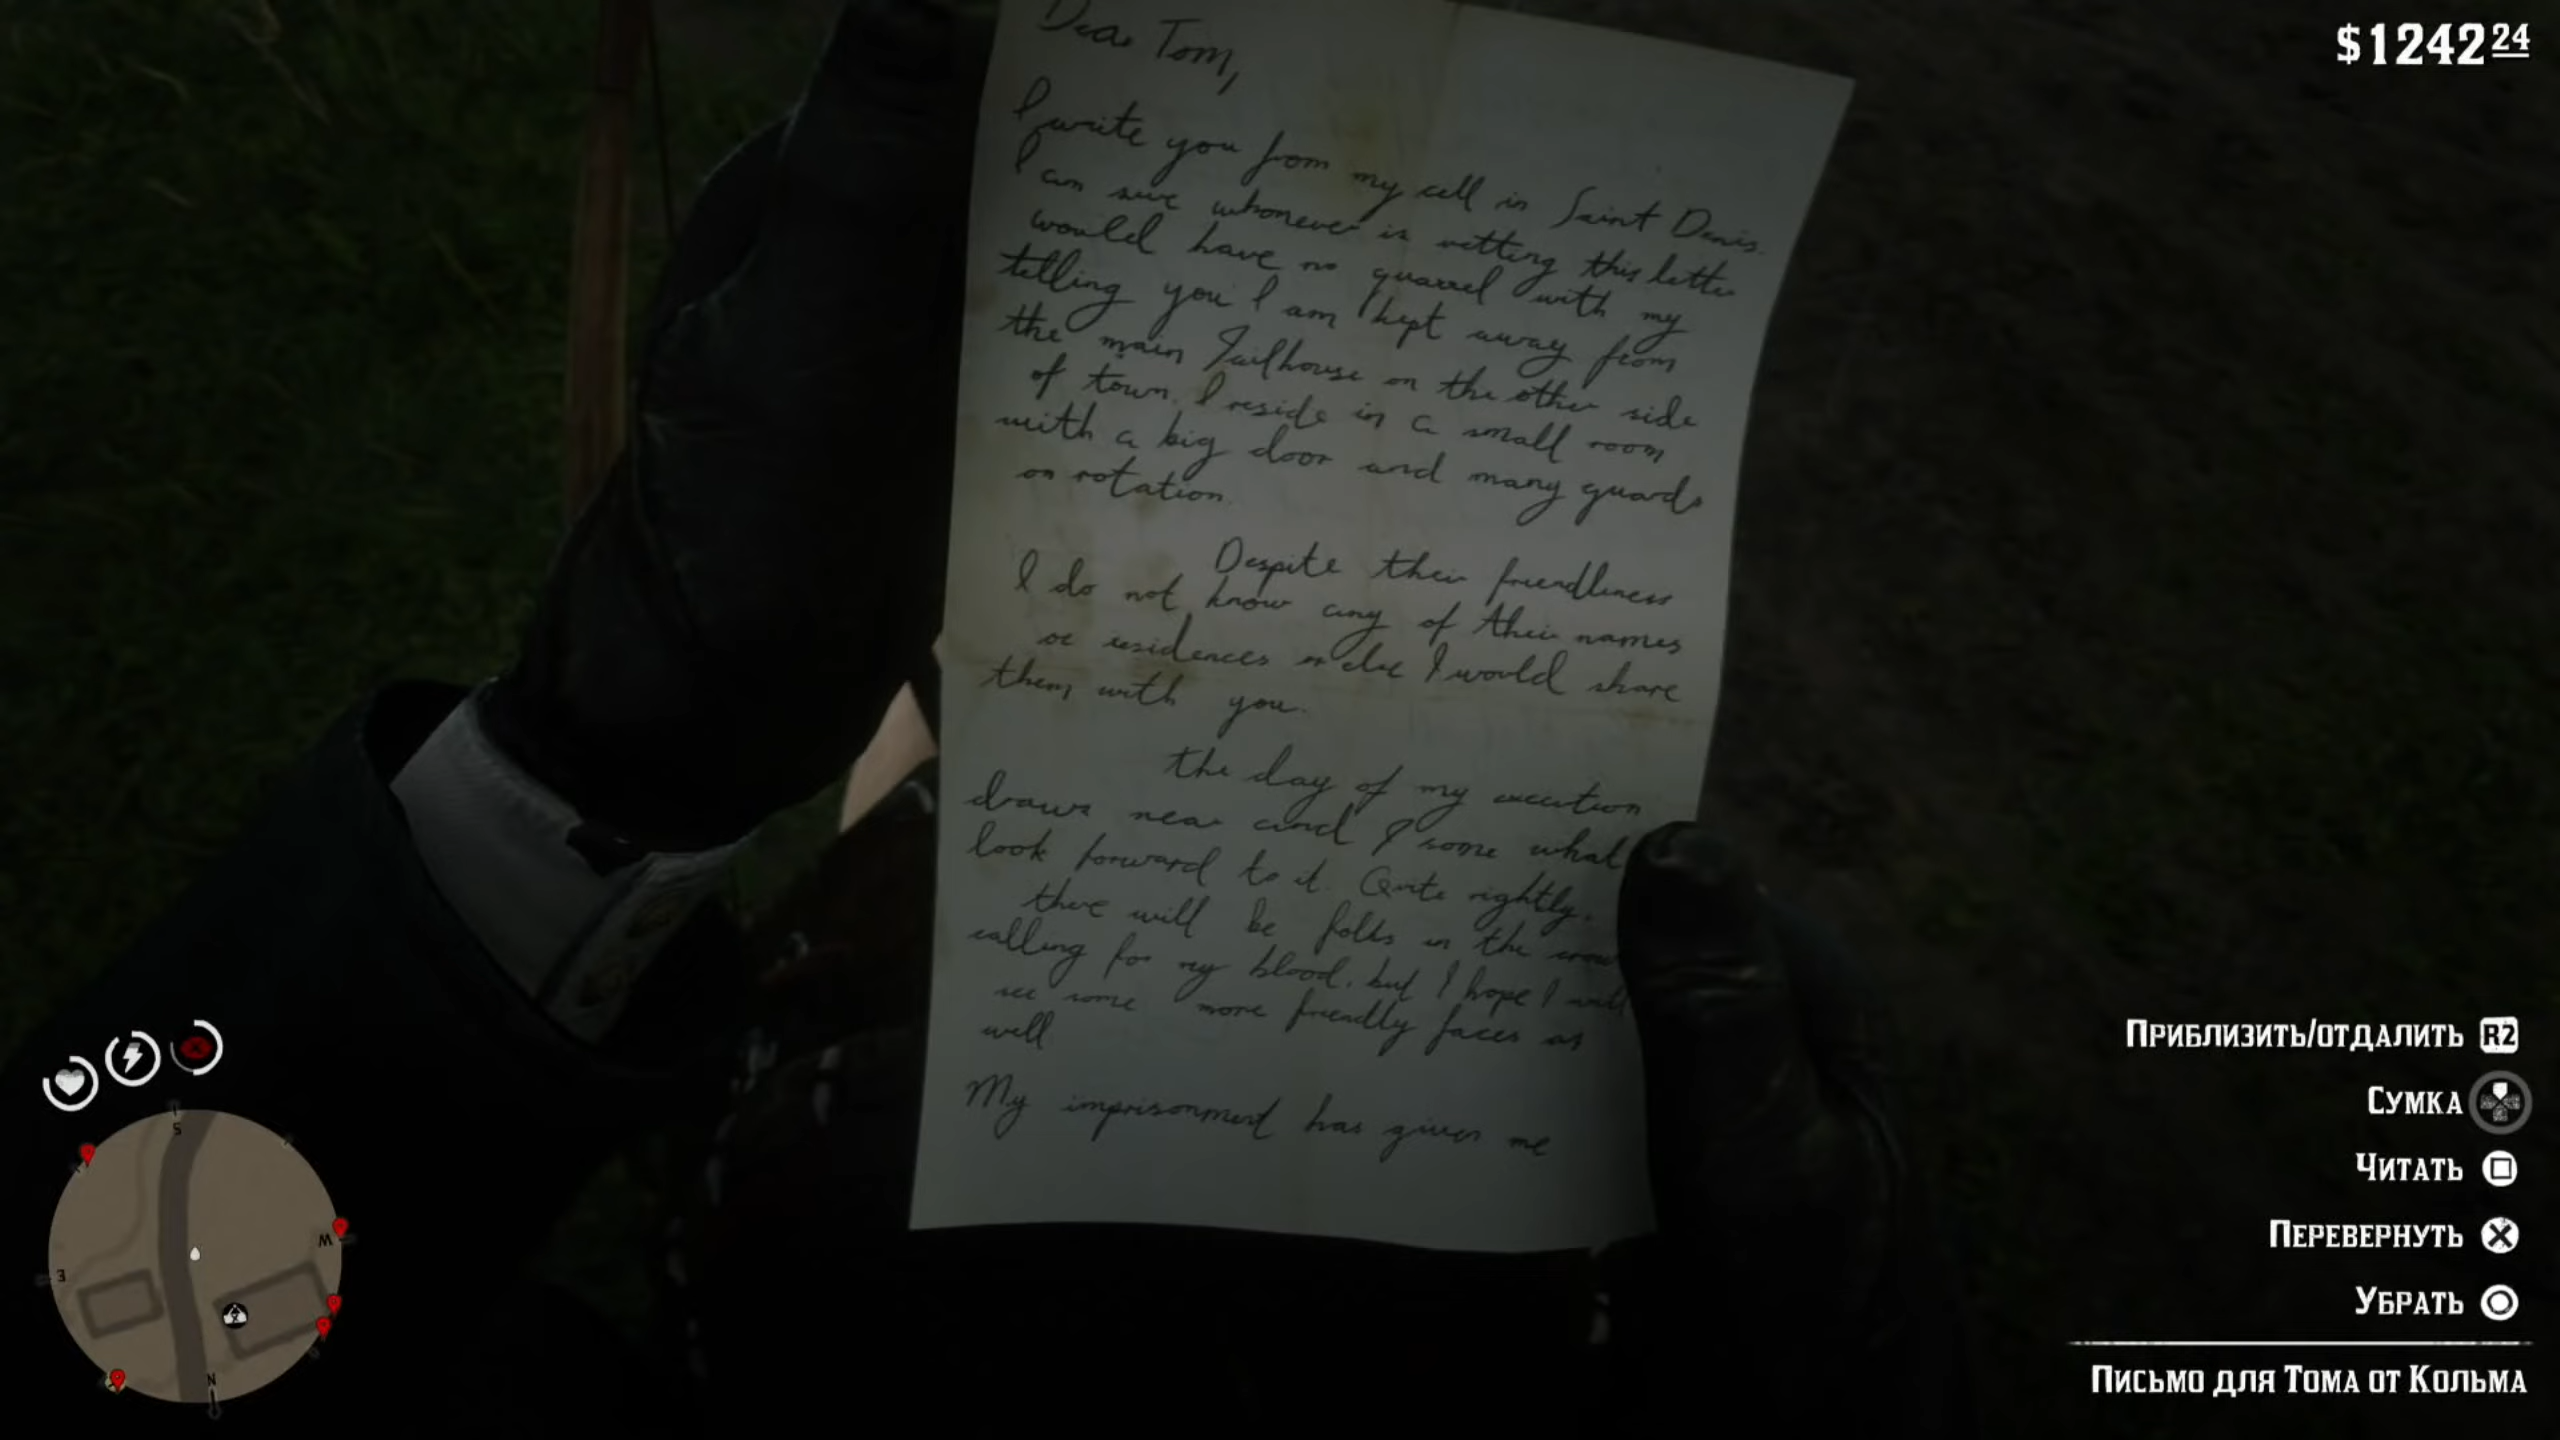 $1242 24
Dear Tom,
I write you from my cell in Saint Denis.
I am sure whomever is vetting this letter
would have no quarrel with my
telling you I am kept away from
the main Jailhouse on the other side
of town. I reside in a small room
with a big door and many guards
on rotation.
Despite their friendliness
I do not know any of their names
or residences or else I would share
them with you.
the day of my execution
draws near and I some what
look forward to it. Quite rightly,
there will be folks in the crow
calling for my blood, but I hope I will
see some more friendly faces as
well
My imprisonment has given me
Приблизить/отдалить R2
Сумка
Читать
Перевернуть
Убрать
Письмо для Тома от Кольма
S
W
E
N